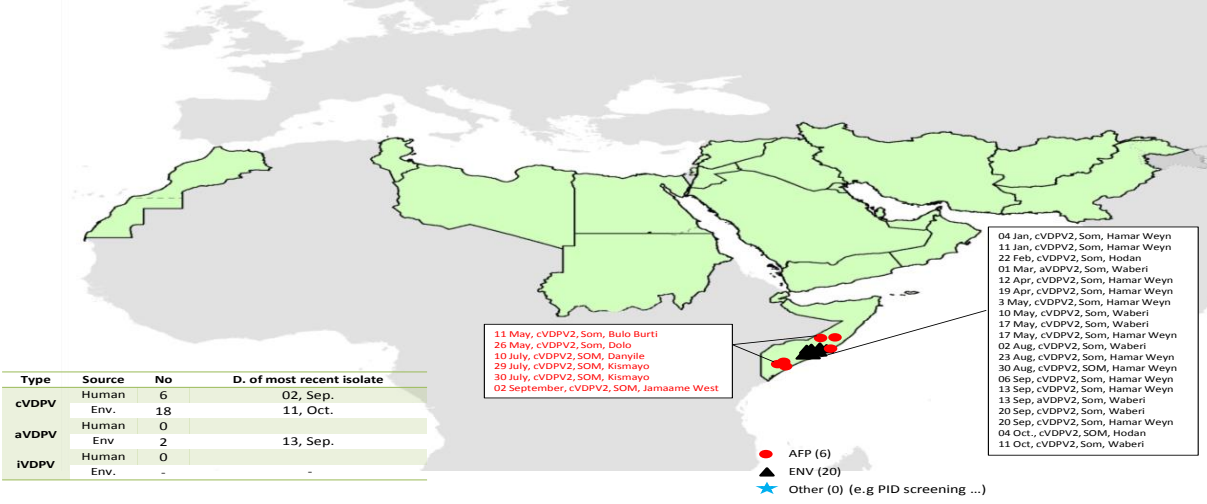 04 Jan, cVDPV2, Som, Hamar Weyn
11 Jan, cVDPV2, Som, Hamar Weyn
22 Feb, cVDPV2, Som, Hodan
01 Mar, aVDPV2, Som, Waberi
12 Apr, cVDPV2, Som, Hamar Weyn
19 Apr, cVDPV2, Som, Hamar Weyn
3 May, cVDPV2, Som, Hamar Weyn
10 May, cVDPV2, Som, Waberi
17 May, cVDPV2, Som, Waberi
17 May, cVDPV2, Som, Hamar Weyn
02 Aug, cVDPV2, Som, Waberi
23 Aug, cVDPV2, Som, Hamar Weyn
30 Aug, cVDPV2, SOM, Hamar Weyn
06 Sep, cVDPV2, Som, Hamar Weyn
13 Sep, cVDPV2, Som, Hamar Weyn
13 Sep, aVDPV2, Som, Waberi
20 Sep, cVDPV2, Som, Waberi
20 Sep, cVDPV2, Som, Hamar Weyn
04 Oct., cVDPV2, SOM, Hodan
11 Oct, cVDPV2, Som, Waberi
11 May, cVDPV2, Som, Bulo Burti
26 May, cVDPV2, Som, Dolo
10 July, cVDPV2, SOM, Danyile
29 July, cVDPV2, SOM, Kismayo
30 July, cVDPV2, SOM, Kismayo
02 September, cVDPV2, SOM, Jamaame West
Type Source No D. of most recent isolate
cVDPV Human 6 02, Sep.
Env. 18 11, Oct.
aVDPV Human 0
Env 2 13, Sep.
iVDPV Human 0
Env. - -
AFP (6)
ENV (20)
Other (0) (e.g PID screening ...)